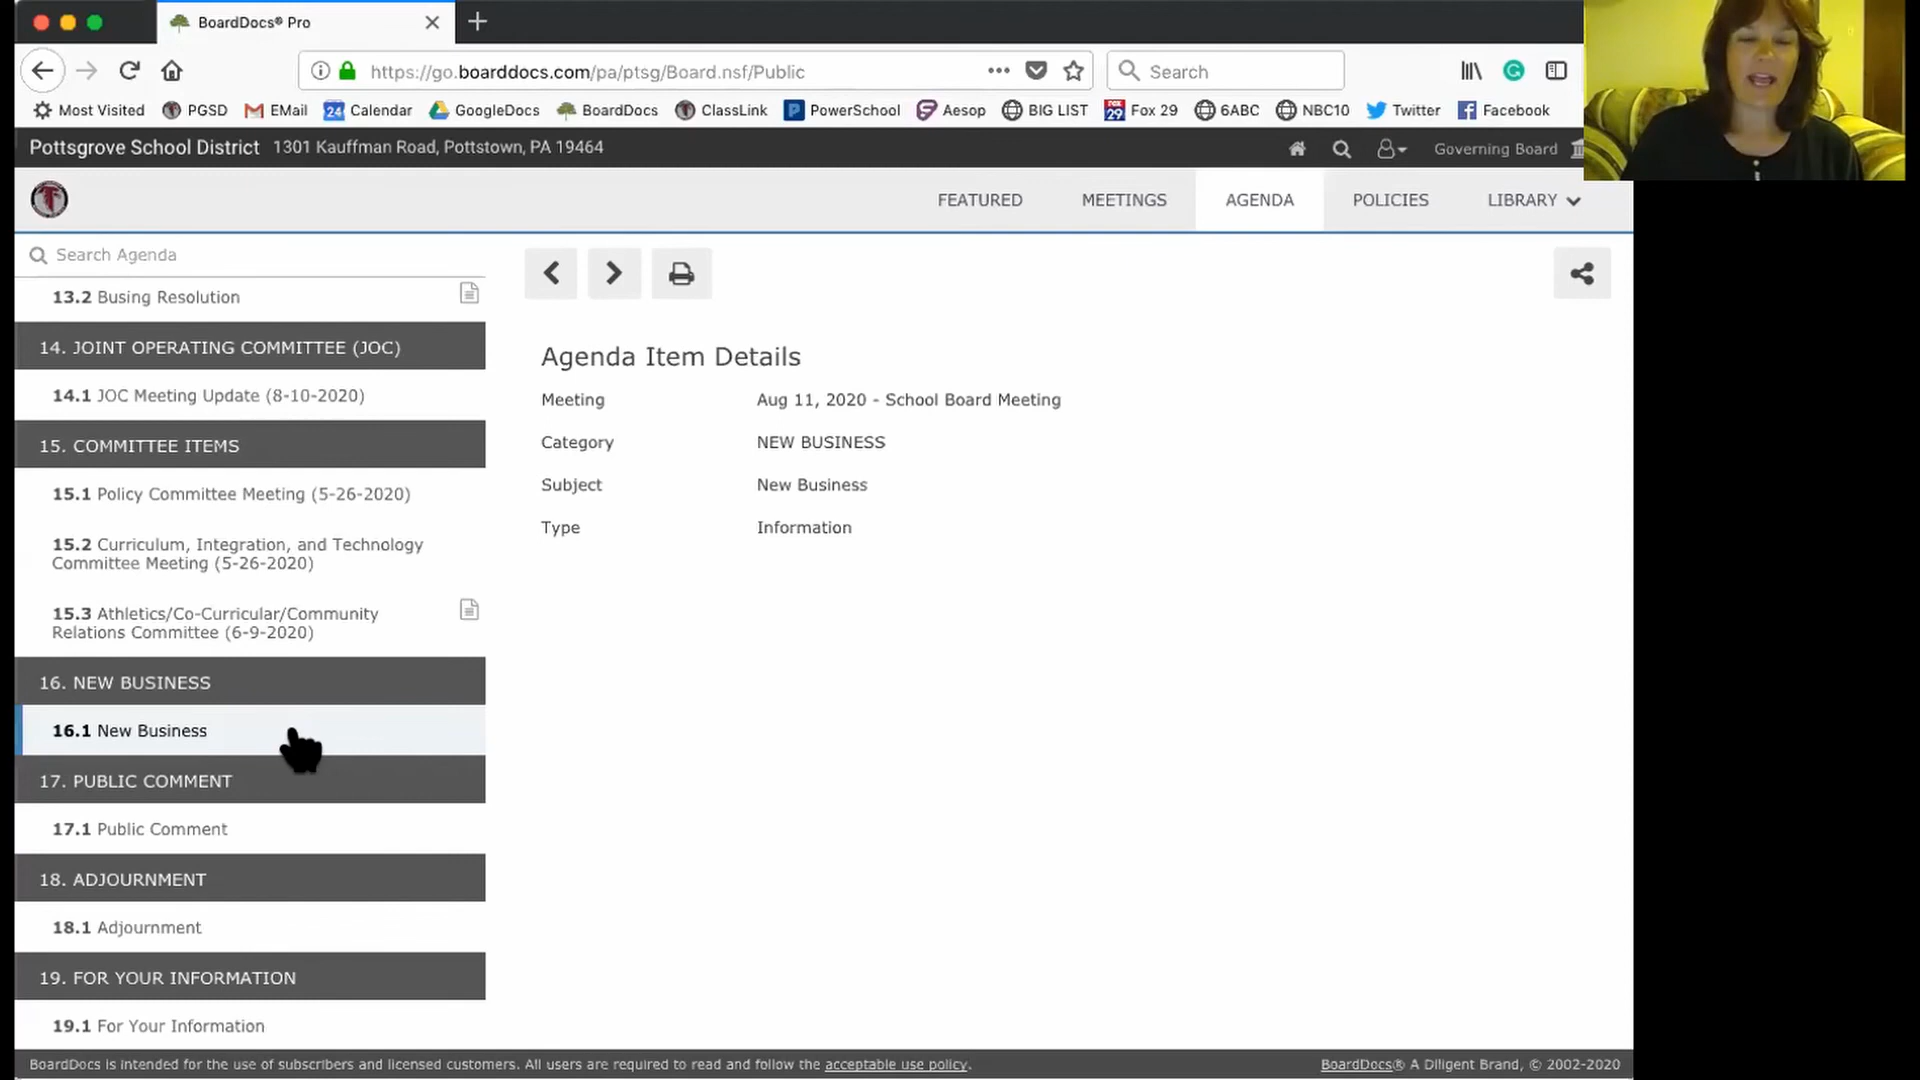 BoardDocs® Pro
https://go.boarddocs.com/pa/ptsg/Board.nsf/Public
Search
Most Visited PGSD EMail 24 Calendar GoogleDocs BoardDocs ClassLink PowerSchool Aesop BIG LIST FOX 29 Fox 29 6ABC NBC10 Twitter Facebook
Pottsgrove School District 1301 Kauffman Road, Pottstown, PA 19464
Governing Board
FEATURED MEETINGS AGENDA POLICIES LIBRARY
Search Agenda
13.2 Busing Resolution
14. JOINT OPERATING COMMITTEE (JOC)
14.1 JOC Meeting Update (8-10-2020)
15. COMMITTEE ITEMS
15.1 Policy Committee Meeting (5-26-2020)
15.2 Curriculum, Integration, and Technology
Committee Meeting (5-26-2020)
15.3 Athletics/Co-Curricular/Community
Relations Committee (6-9-2020)
16. NEW BUSINESS
16.1 New Business
17. PUBLIC COMMENT
17.1 Public Comment
18. ADJOURNMENT
18.1 Adjournment
19. FOR YOUR INFORMATION
19.1 For Your Information
Agenda Item Details
Meeting Aug 11, 2020 - School Board Meeting
Category NEW BUSINESS
Subject New Business
Type Information
BoardDocs is intended for the use of subscribers and licensed customers. All users are required to read and follow the acceptable use policy.
BoardDocs® A Diligent Brand, © 2002-2020